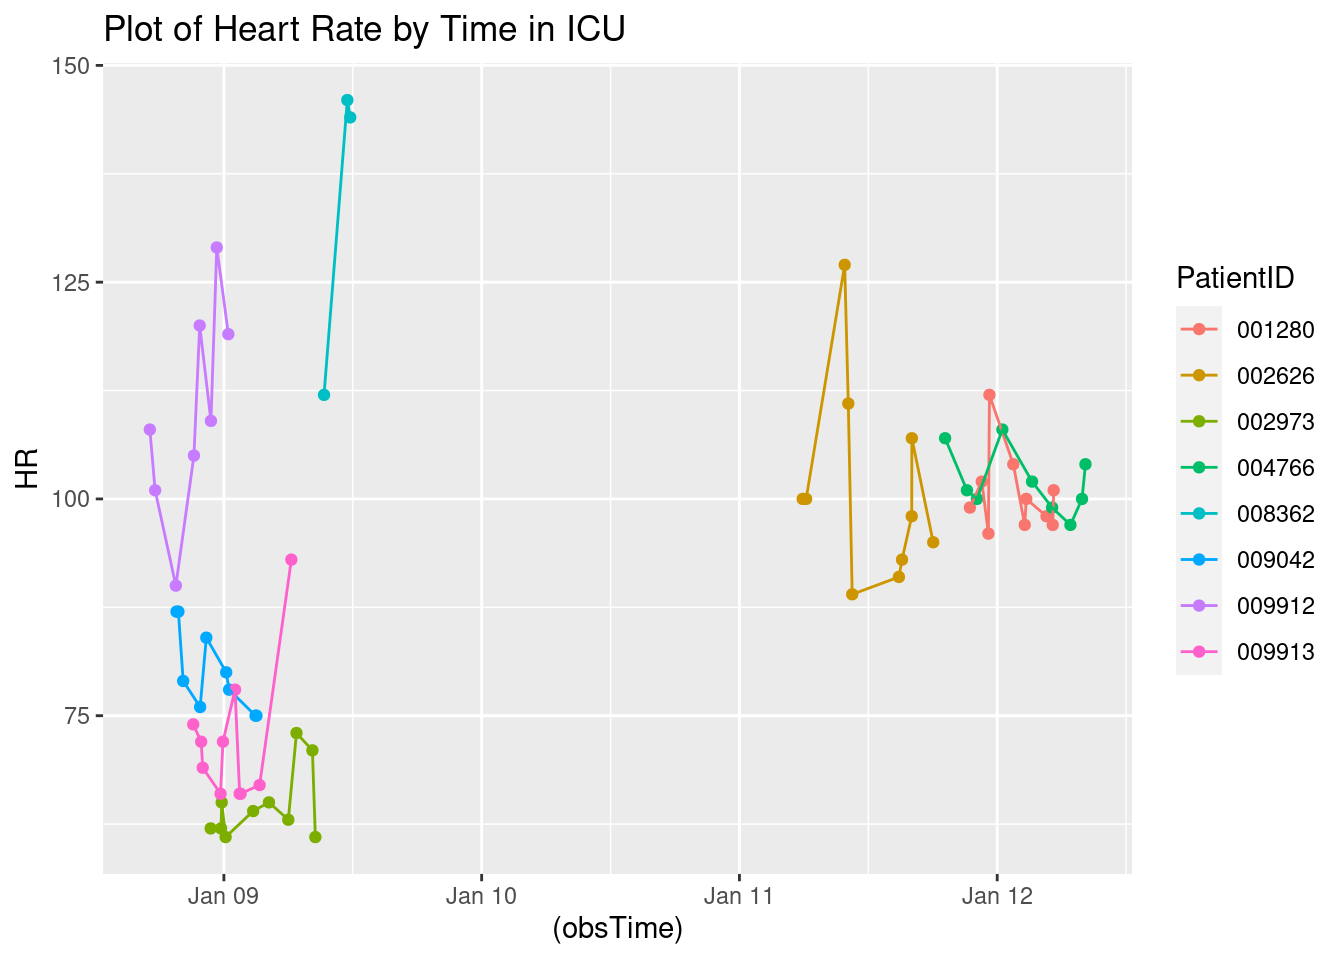 Plot of Heart Rate by Time in ICU
150
125
100
75
HR
Jan 09
Jan 10
Jan 11
Jan 12
(obsTime)
PatientID
001280
002626
002973
004766
008362
009042
009912
009913